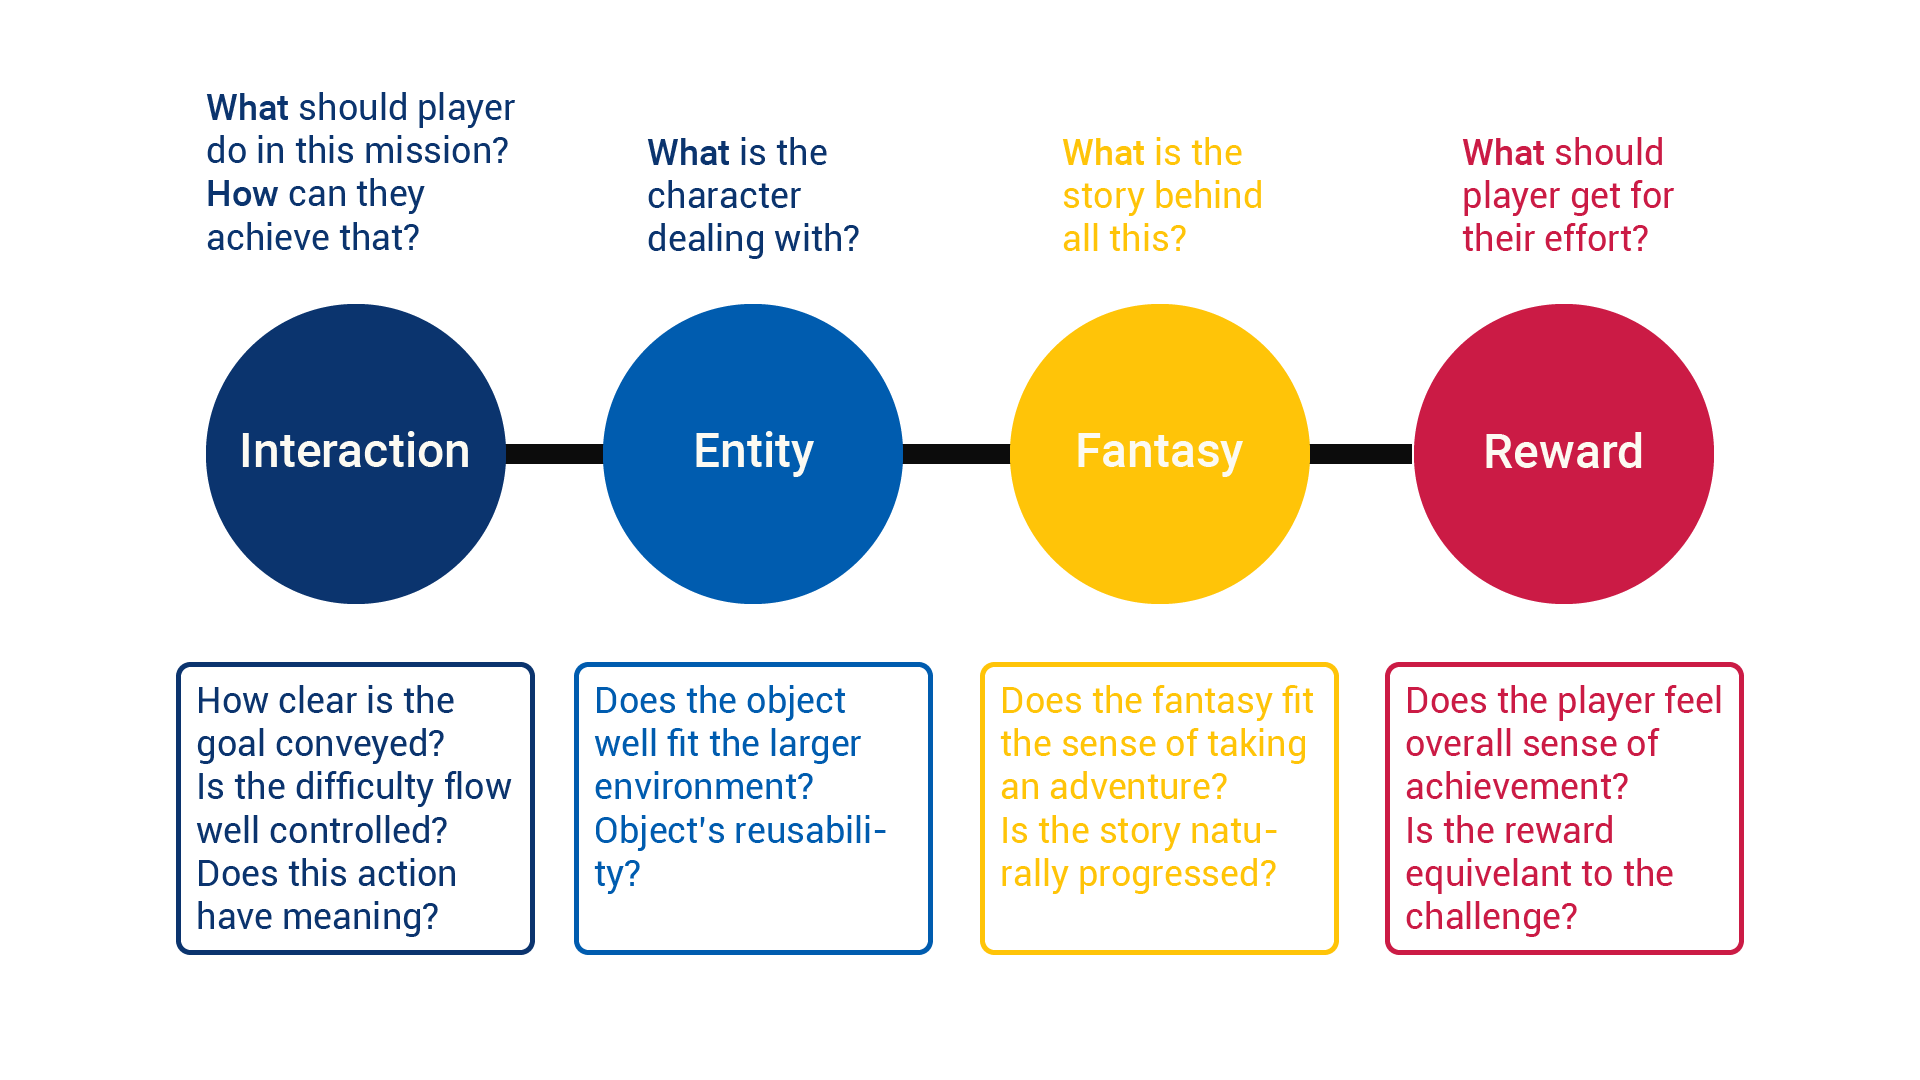 What should player
do in this mission?
How can they
achieve that?
What is the
character
dealing with?
What is the
story behind
all this?
What should
player get for
their effort?
Interaction
Entity
Fantasy
Reward
How clear is the
goal conveyed?
Is the difficulty flow
well controlled?
Does this action
have meaning?
Does the object
well fit the larger
environment?
Object's reusabili-
ty?
Does the fantasy fit
the sense of taking
an adventure?
Is the story natu-
rally progressed?
Does the player feel
overall sense of
achievement?
Is the reward
equivelant to the
challenge?